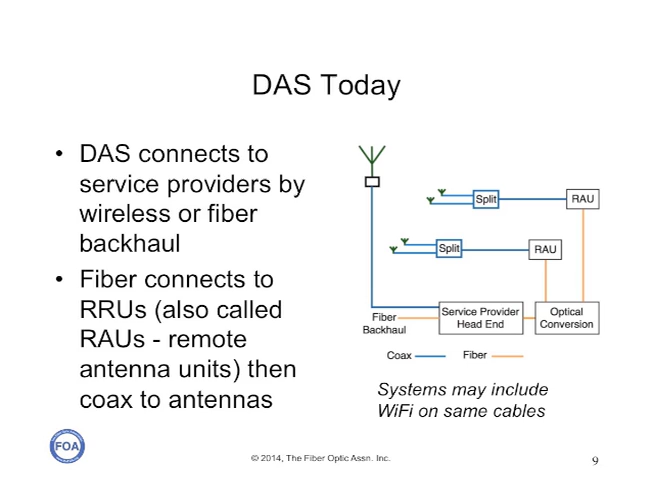 DAS Today
• DAS connects to
service providers by
wireless or fiber
backhaul
• Fiber connects to
RRUs (also called
RAUs - remote
antenna units) then
coax to antennas
Split
RAU
Split
RAU
Fiber
Backhaul
Service Provider
Head End
Optical
Conversion
Coax
Fiber
Systems may include
WiFi on same cables
FOA
© 2014, The Fiber Optic Assn. Inc.
9